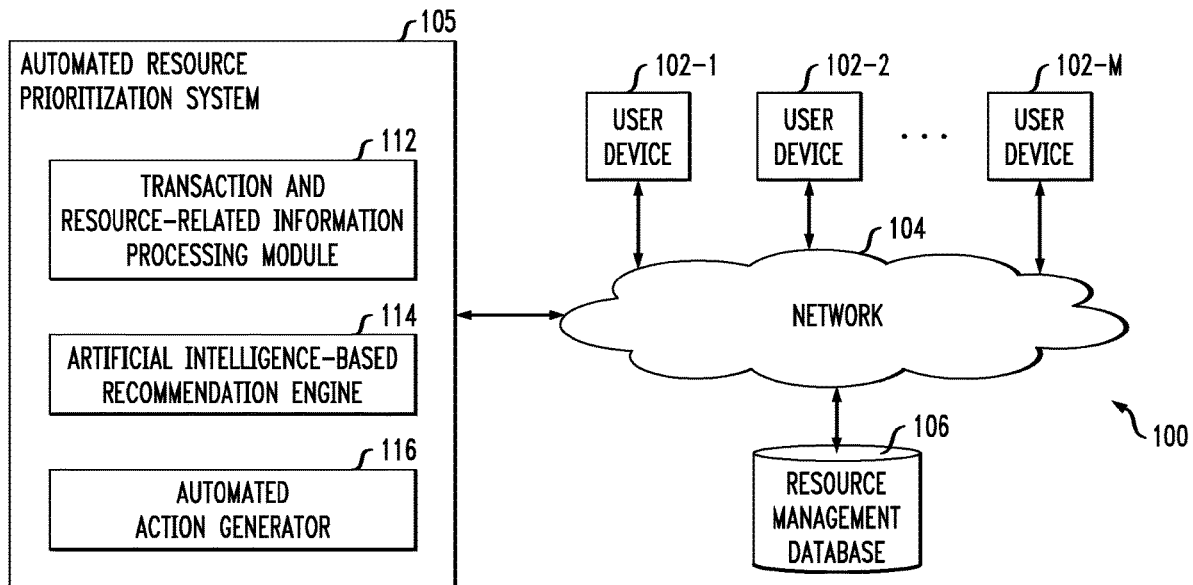 105
AUTOMATED RESOURCE
PRIORITIZATION SYSTEM
112
TRANSACTION AND
RESOURCE-RELATED INFORMATION
PROCESSING MODULE
114
ARTIFICIAL INTELLIGENCE-BASED
RECOMMENDATION ENGINE
116
AUTOMATED
ACTION GENERATOR
102-1
USER
DEVICE
102-2
USER
DEVICE
. . .
102-M
USER
DEVICE
104
NETWORK
106
RESOURCE
MANAGEMENT
DATABASE
100